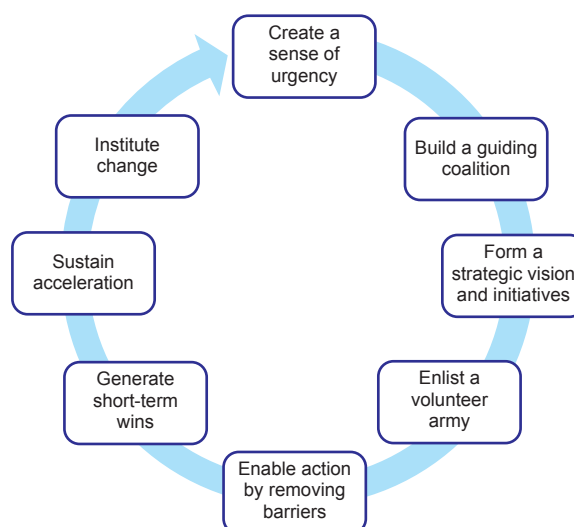 Create a
sense of
urgency
Build a guiding
coalition
Form a
strategic vision
and initiatives
Enlist a
volunteer
army
Enable action
by removing
barriers
Generate
short-term
wins
Sustain
acceleration
Institute
change